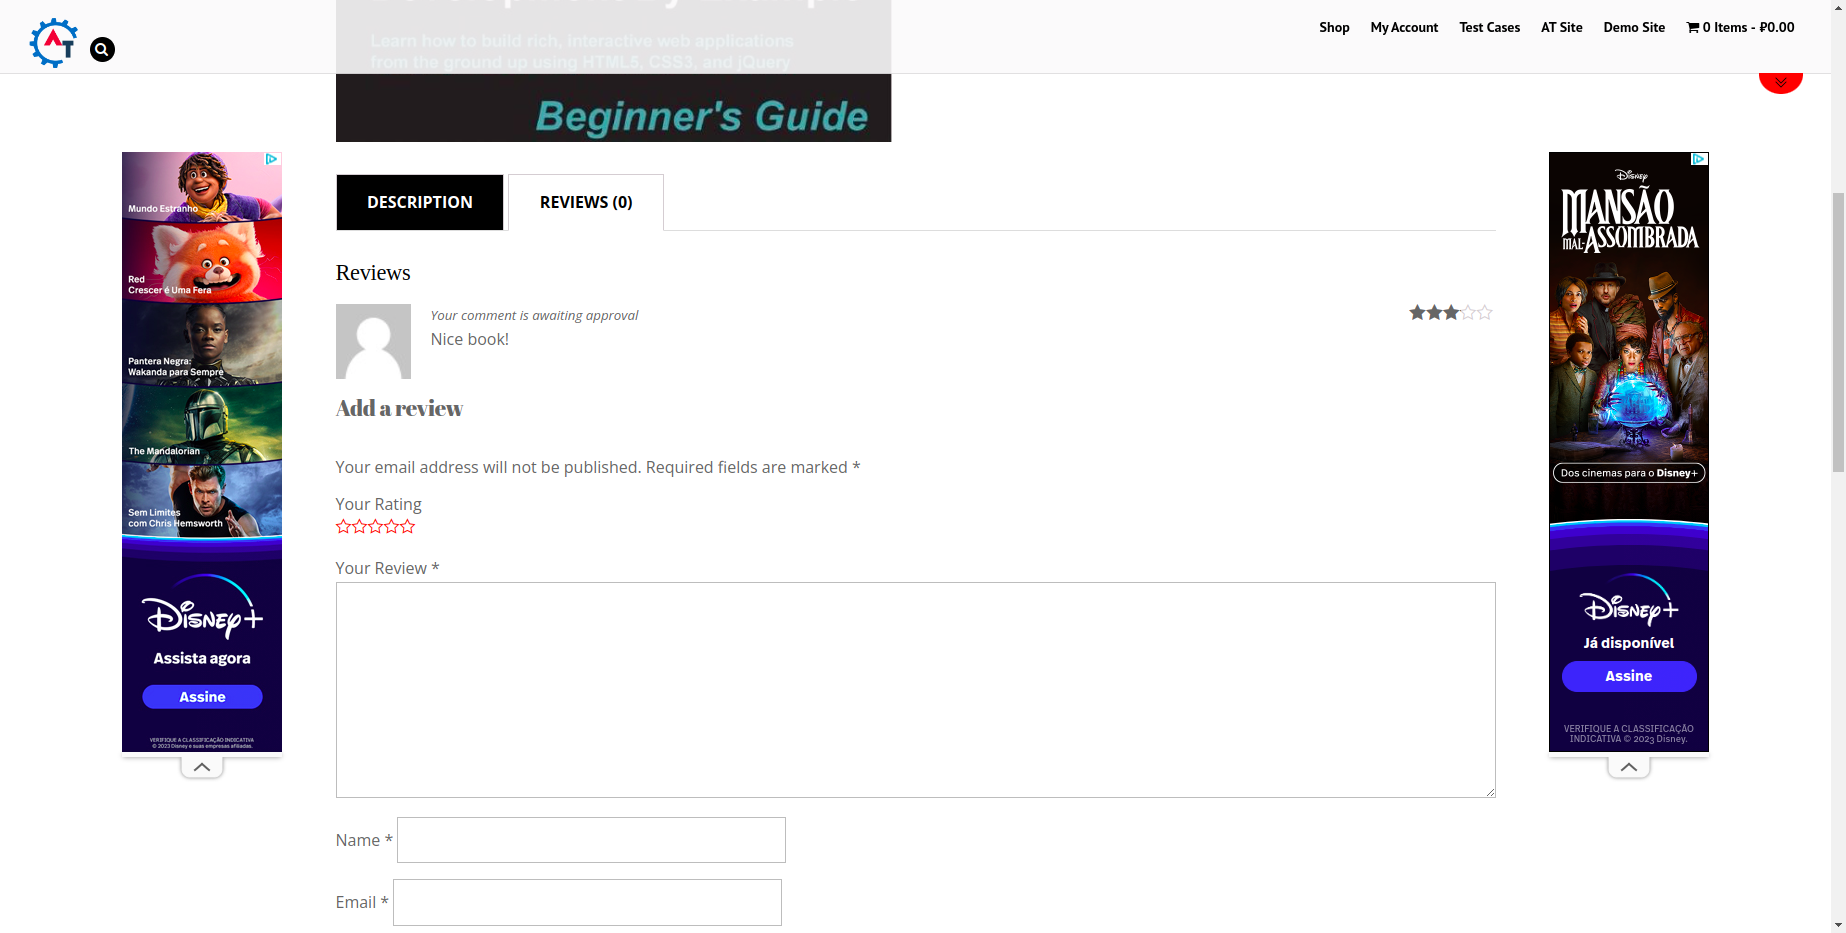 AT
Shop
My Account
Test Cases
AT Site
Demo Site
0 Items - ₽0.00
Learn how to build rich, interactive web applications
from the ground up using HTML5, CSS3, and jQuery
Beginner's Guide
DESCRIPTION
REVIEWS (0)
Reviews
Your comment is awaiting approval
Nice book!
Add a review
Your email address will not be published. Required fields are marked *
Your Rating
Your Review *
Name *
Email *
Mundo Estranho
Red
Crescer é Uma Fera
Pantera Negra:
Wakanda para Sempre
The Mandalorian
Sem Limites
com Chris Hemsworth
Disney+
Assista agora
Assine
VERIFIQUE A CLASSIFICAÇÃO INDICATIVA
© 2023 Disney e suas empresas afiliadas.
Disney
MANSÃO
MAL-ASSOMBRADA
Dos cinemas para o Disney+
Disney+
Já disponível
Assine
VERIFIQUE A CLASSIFICAÇÃO
INDICATIVA © 2023 Disney.